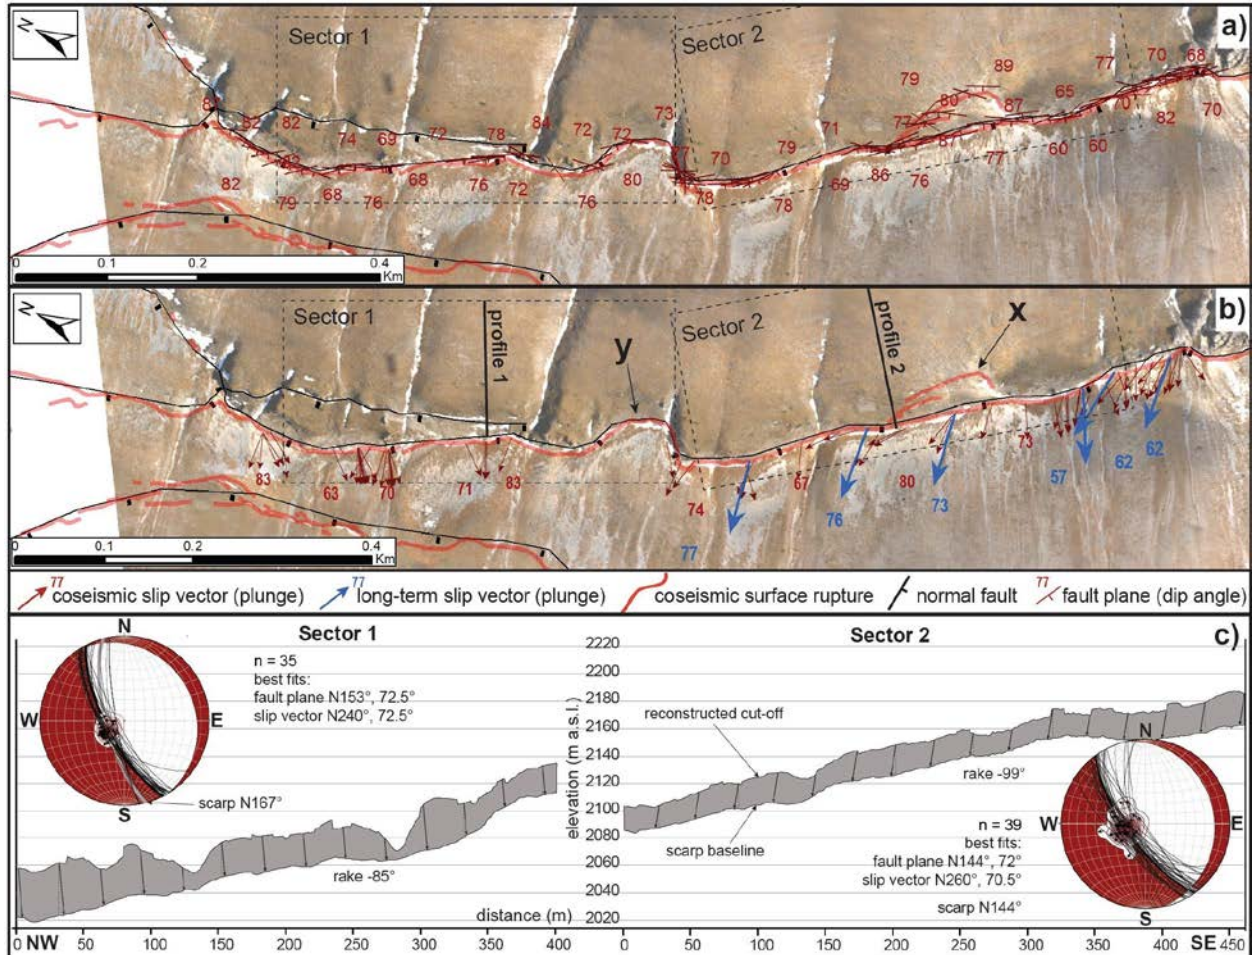 a)
N
Sector 1
Sector 2
79
89
77
70
68
80
87
65
70
82
70
82
74
69
72
78
84
72
72
73
77
70
79
71
77
87
77
60
60
82
79
68
76
68
76
72
76
80
78
78
69
86
76
0
0.1
0.2
0.4
Km
b)
N
Sector 1
Sector 2
profile 1
y
profile 2
x
83
63
70
71
83
74
77
67
76
80
73
73
57
62
62
0
0.1
0.2
0.4
Km
77 coseismic slip vector (plunge)
77 long-term slip vector (plunge)
coseismic surface rupture
normal fault
77 fault plane (dip angle)
c)
Sector 1
N
W
E
S
n = 35
best fits:
fault plane N153°, 72.5°
slip vector N240°, 72.5°
scarp N167°
rake -85°
distance (m)
0 NW 50 100 150 200 250 300 350 400
elevation (m a.s.l.)
2220
2200
2180
2160
2140
2120
2100
2080
2060
2040
2020
Sector 2
reconstructed cut-off
scarp baseline
rake -99°
N
W
E
S
n = 39
best fits:
fault plane N144°, 72°
slip vector N260°, 70.5°
scarp N144°
0 50 100 150 200 250 300 350 400 SE 450